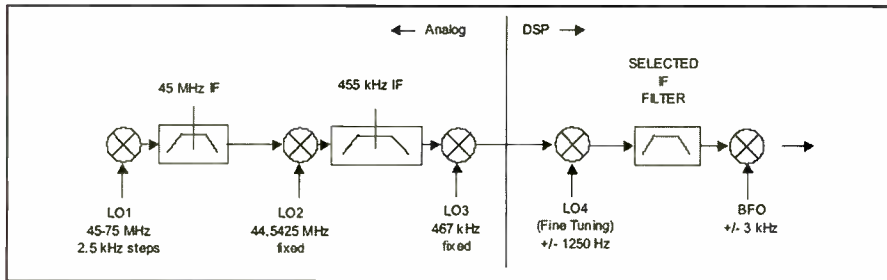 ← Analog
DSP →
45 MHz IF
455 kHz IF
SELECTED
IF
FILTER
LO1
45-75 MHz
2.5 kHz steps
LO2
44.5425 MHz
fixed
LO3
467 kHz
fixed
LO4
(Fine Tuning)
+/- 1250 Hz
BFO
+/- 3 kHz